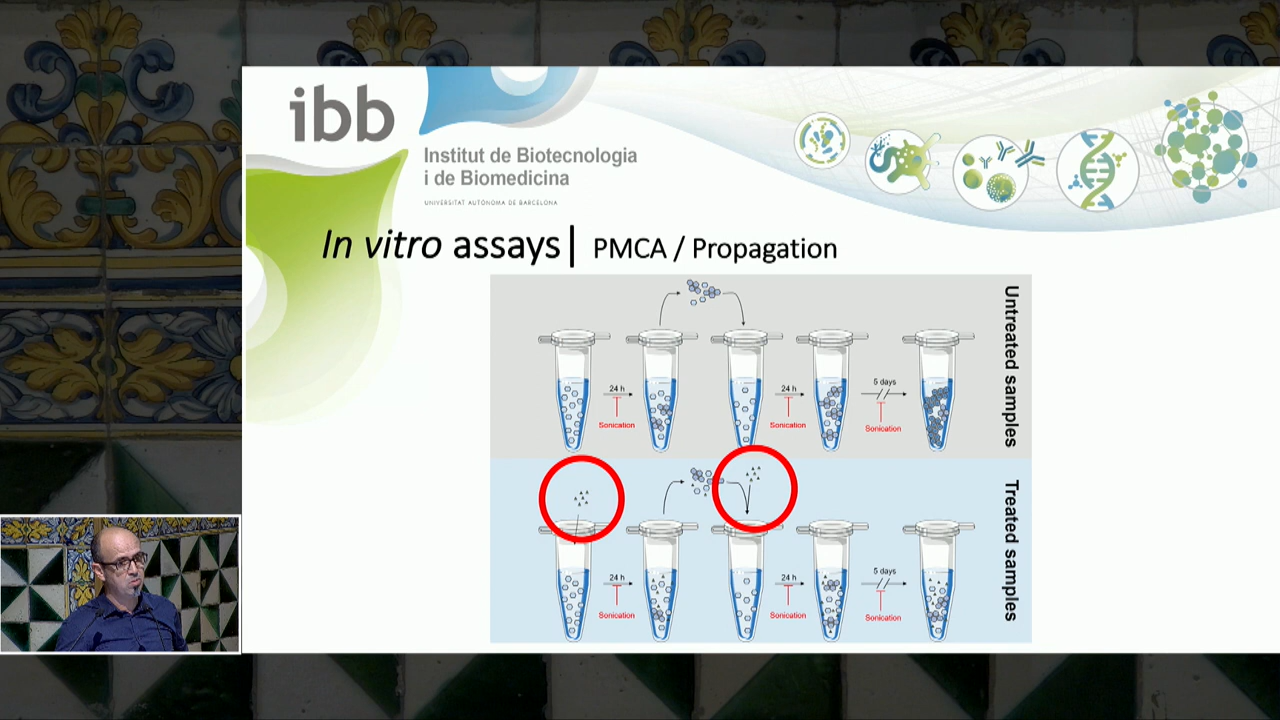 ibb
Institut de Biotecnologia
i de Biomedicina
UNIVERSITAT AUTÒNOMA DE BARCELONA
In vitro assays| PMCA / Propagation
Untreated samples
24 h
Sonication
24 h
Sonication
5 days
Sonication
Treated samples
24 h
Sonication
24 h
Sonication
5 days
Sonication